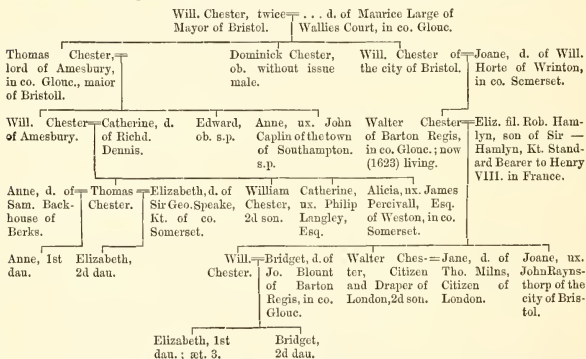 Will. Chester, twice = . . . d. of Maurice Large of
Mayor of Bristol. Wallies Court, in co. Glouc.
Thomas Chester, =
lord of Amesbury,
in co. Glouc., maior
of Bristoll.
Dominick Chester,
ob. without issue
male.
Will. Chester of =
the city of Bristol.
Joane, d. of Will.
Horte of Wrinton,
in co. Somerset.
Will. Chester =
of Amesbury.
Catherine, d.
of Richd.
Dennis.
Edward,
ob. s.p.
Anne, ux. John
Caplin of the town
of Southampton.
s.p.
Walter Chester =
of Barton Regis,
in co. Glouc.; now
(1623) living.
Eliz. fil. Rob. Ham-
lyn, son of Sir —
Hamlyn, Kt. Stand-
ard Bearer to Henry
VIII. in France.
Anne, d. of =
Sam. Back-
house of
Berks.
Thomas =
Chester.
Elizabeth, d. of
Sir Geo. Speake,
Kt. of co.
Somerset.
William
Chester,
2d son.
Catherine,
ux. Philip
Langley,
Esq.
Alicia, ux. James
Percivall, Esq.
of Weston, in co.
Somerset.
Anne, 1st
dau.
Elizabeth,
2d dau.
Will. =
Chester.
Bridget, d. of
Jo. Blount
of Barton
Regis, in co.
Glouc.
Walter Ches- =
ter, Citizen
and Draper of
London, 2d son.
Jane, d. of
Tho. Milns,
Citizen of
London.
Joane, ux.
John Rayns-
thorp of the
city of Bris-
tol.
Elizabeth, 1st
dau.; æt. 3.
Bridget,
2d dau.